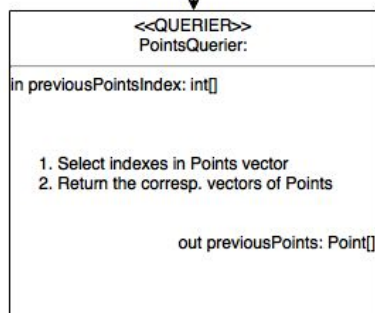 <<QUERIER>>
PointsQuerier:
in previousPointsIndex: int[]
1. Select indexes in Points vector
2. Return the corresp. vectors of Points
out previousPoints: Point[]